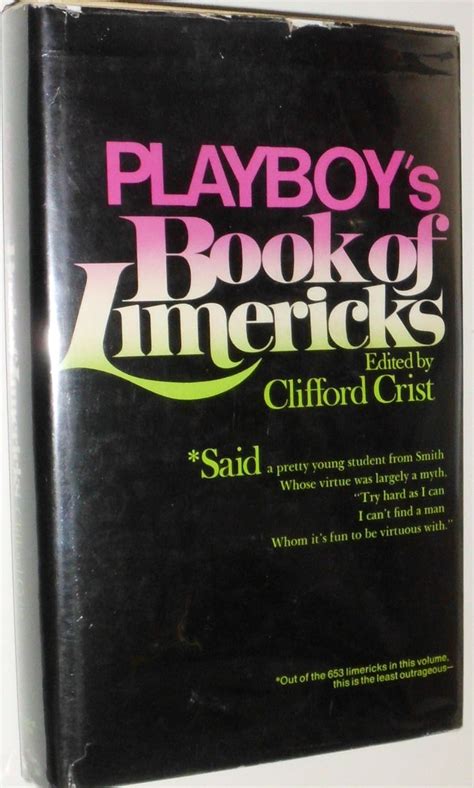 PLAYBOY's
Book of
Limericks
Edited by
Clifford Crist
*Said a pretty young student from Smith
Whose virtue was largely a myth.
"Try hard as I can
I can't find a man
Whom it's fun to be virtuous with."
*Out of the 653 limericks in this volume,
this is the least outrageous—